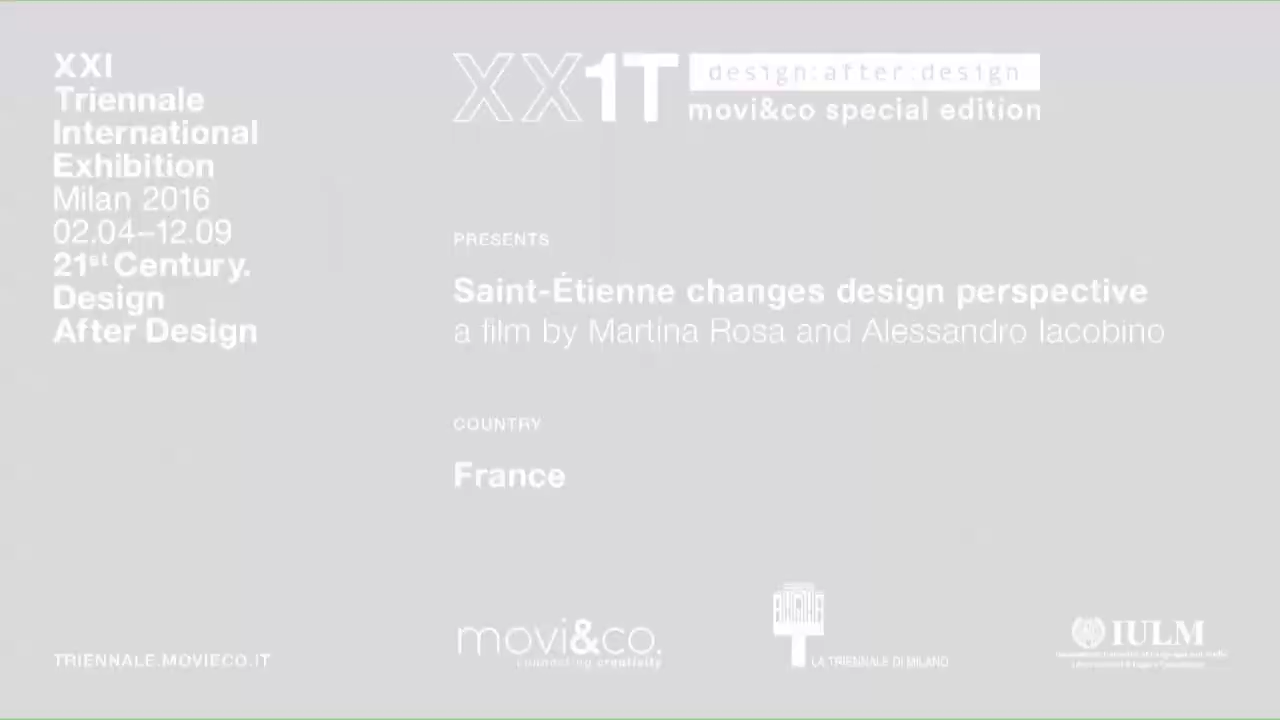 XXI
Triennale
International
Exhibition
Milan 2016
02.04–12.09
21st Century.
Design
After Design
XX1T design:after:design
movi&co special edition
PRESENTS
Saint-Étienne changes design perspective
a film by Martina Rosa and Alessandro Iacobino
COUNTRY
France
TRIENNALE.MOVIECO.IT
movi&co.
connecting creativity
LA TRIENNALE DI MILANO
IULM